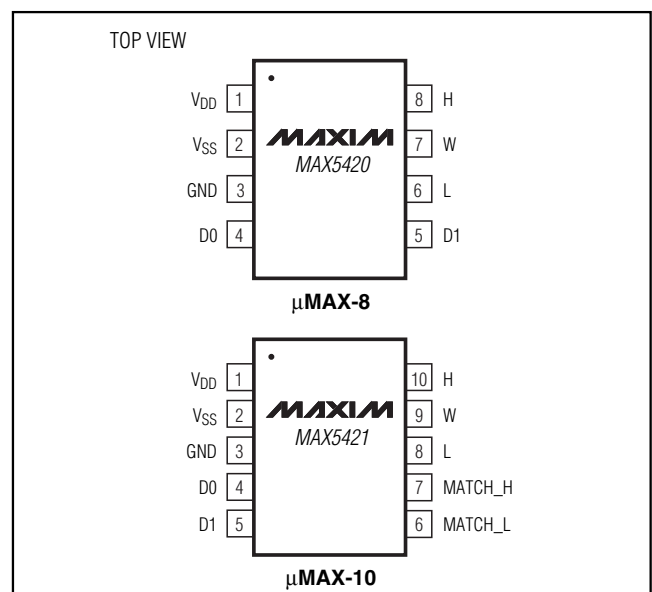 TOP VIEW
V_DD 1 8 H
V_SS 2 MAXIM 7 W
MAX5420
GND 3 6 L
D0 4 5 D1
µMAX-8
V_DD 1 10 H
V_SS 2 MAXIM 9 W
MAX5421
GND 3 8 L
D0 4 7 MATCH_H
D1 5 6 MATCH_L
µMAX-10